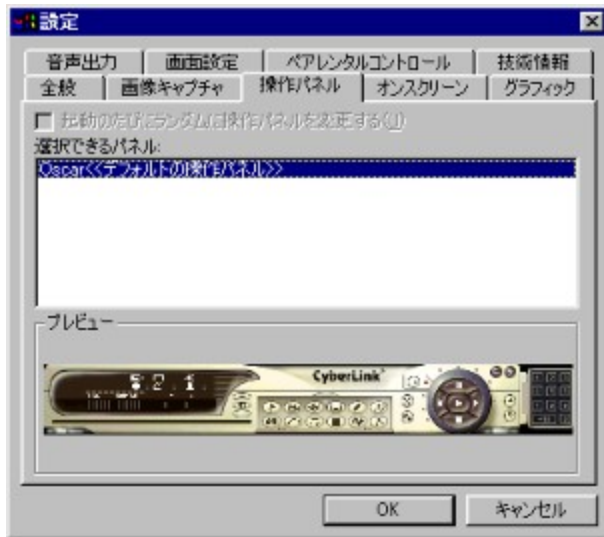 設定
音声出力 画面設定 ペアレンタルコントロール 技術情報
全般 画像キャプチャ 操作パネル オンスクリーン グラフィック
起動のたびにランダムに操作パネルを変更する(U)
選択できるパネル:
Oscar<<デフォルトの操作パネル>>
プレビュー
CyberLink
OK キャンセル